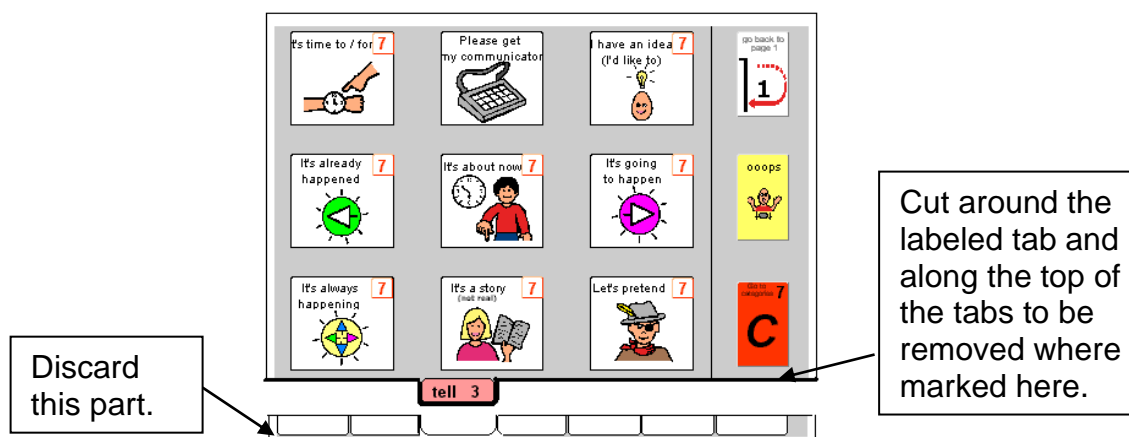 It's time to / for 7
Please get
my communicator
I have an idea 7
(I'd like to)
go back to
page 1
1
It's already 7
happened
It's about now 7
It's going 7
to happen
ooops
It's always 7
happening
It's a story 7
(not real)
Let's pretend 7
Go to
categories 7
C
tell 3
Discard
this part.
Cut around the
labeled tab and
along the top of
the tabs to be
removed where
marked here.